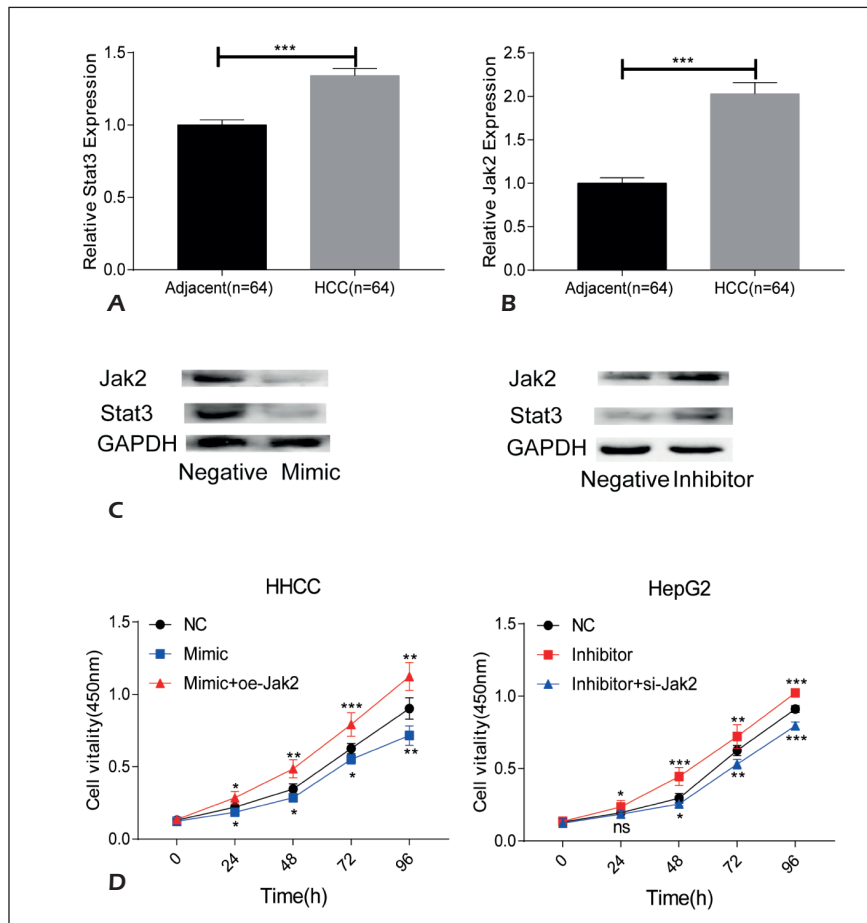 ***
1.5
1.0
0.5
0.0
Relative Stat3 Expression
Adjacent(n=64)
HCC(n=64)
A
***
2.5
2.0
1.5
1.0
0.5
0.0
Relative Jak2 Expression
Adjacent(n=64)
HCC(n=64)
B
Jak2
Stat3
GAPDH
Negative Mimic
Jak2
Stat3
GAPDH
Negative Inhibitor
C
HHCC
NC
Mimic
Mimic+oe-Jak2
1.5
1.0
0.5
0.0
Cell vitality(450nm)
*
*
**
*
***
*
**
**
0
24
48
72
96
Time(h)
HepG2
NC
Inhibitor
Inhibitor+si-Jak2
1.5
1.0
0.5
0.0
Cell vitality(450nm)
*
ns
***
*
**
**
***
***
0
24
48
72
96
Time(h)
D